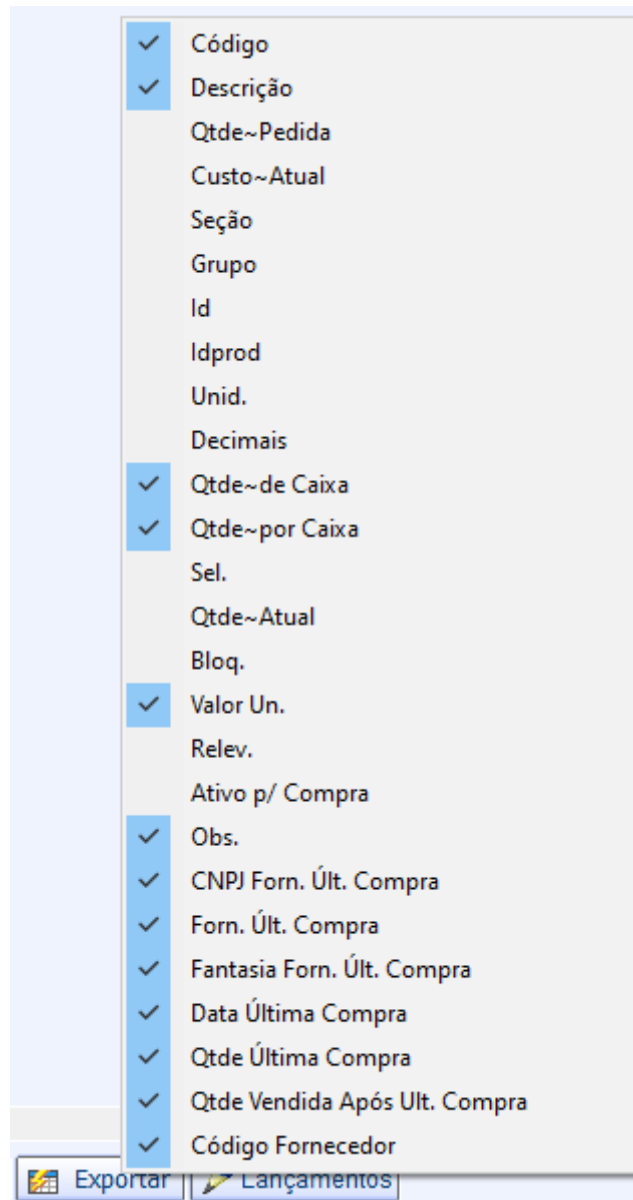 Código
Descrição
Qtde~Pedida
Custo~Atual
Seção
Grupo
Id
Idprod
Unid.
Decimais
Qtde~de Caixa
Qtde~por Caixa
Sel.
Qtde~Atual
Bloq.
Valor Un.
Relev.
Ativo p/ Compra
Obs.
CNPJ Forn. Últ. Compra
Forn. Últ. Compra
Fantasia Forn. Últ. Compra
Data Última Compra
Qtde Última Compra
Qtde Vendida Após Ult. Compra
Código Fornecedor
Exportar Lançamentos